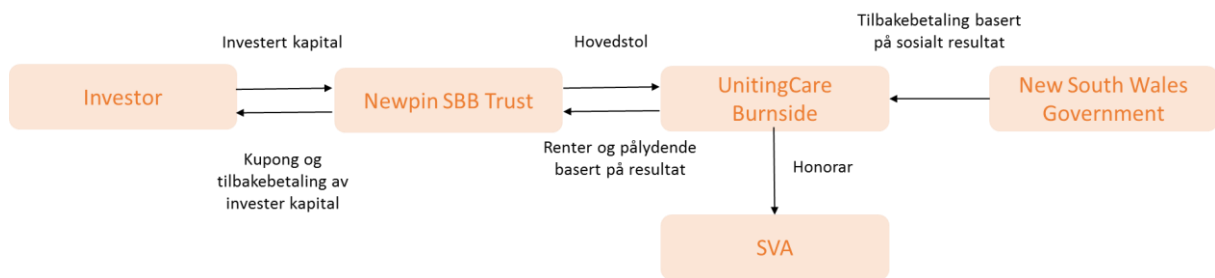 Investert kapital
Hovedstol
Tilbakebetaling basert
på sosialt resultat
Investor
Newpin SBB Trust
UnitingCare
Burnside
New South Wales
Government
Kupong og
tilbakebetaling av
invester kapital
Renter og pålydende
basert på resultat
Honorar
SVA